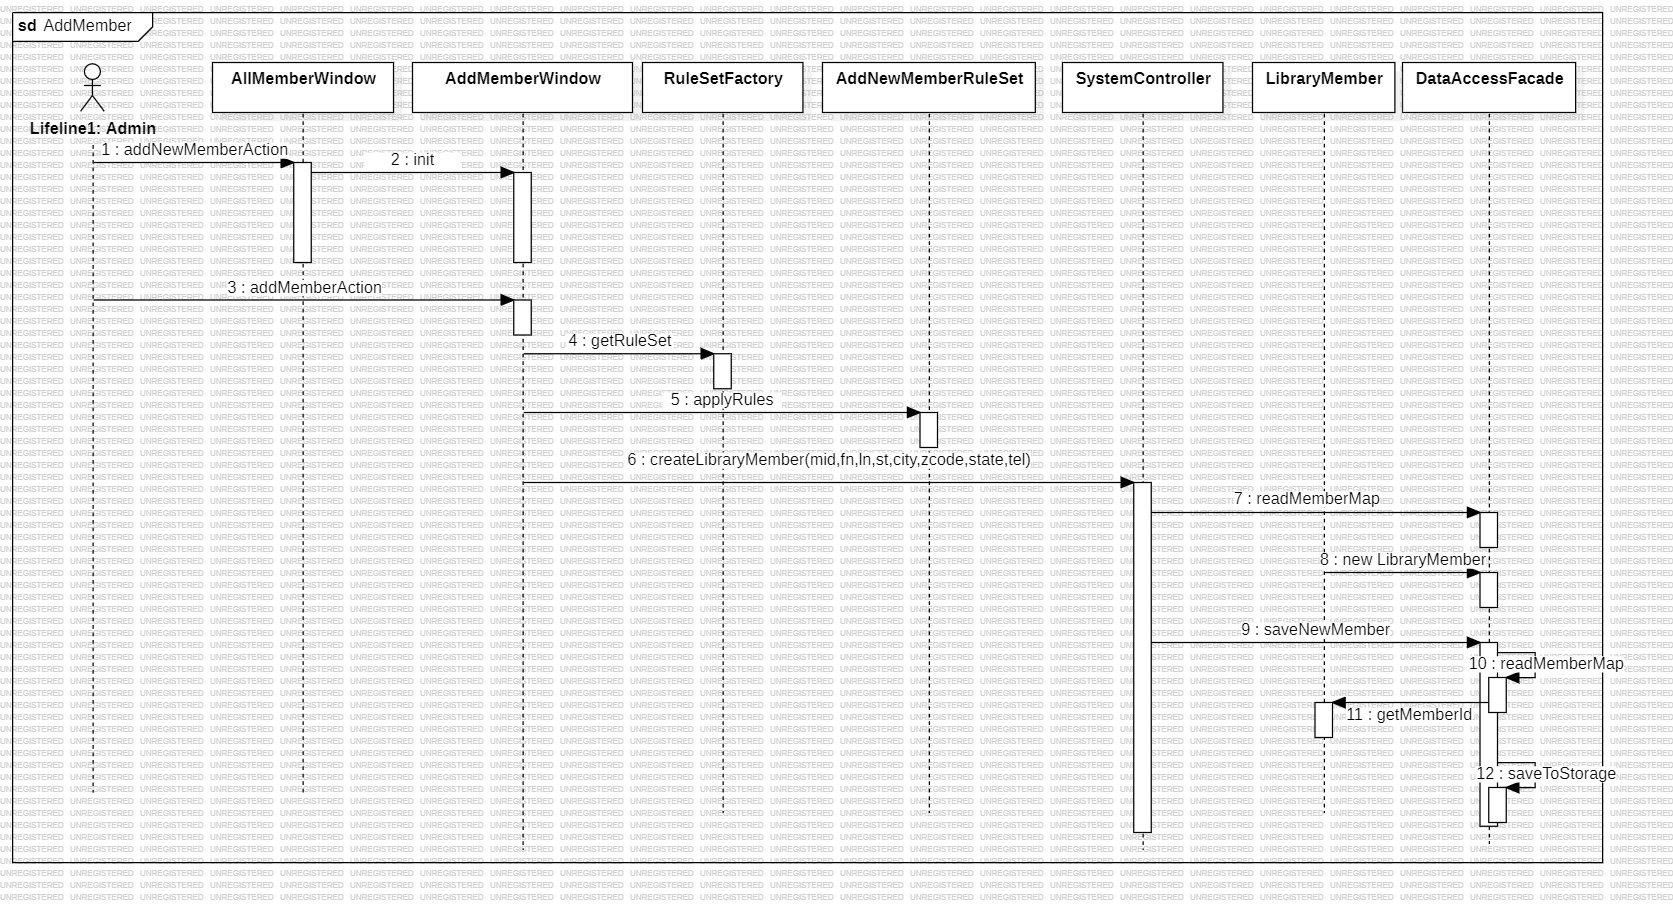 sd AddMember
AllMemberWindow
AddMemberWindow
RuleSetFactory
AddNewMemberRuleSet
SystemController
LibraryMember
DataAccessFacade
Lifeline1: Admin
1 : addNewMemberAction
2 : init
3 : addMemberAction
4 : getRuleSet
5 : applyRules
6 : createLibraryMember(mid,fn,ln,st,city,zcode,state,tel)
7 : readMemberMap
8 : new LibraryMember
9 : saveNewMember
10 : readMemberMap
11 : getMemberId
12 : saveToStorage
UNREGISTERED